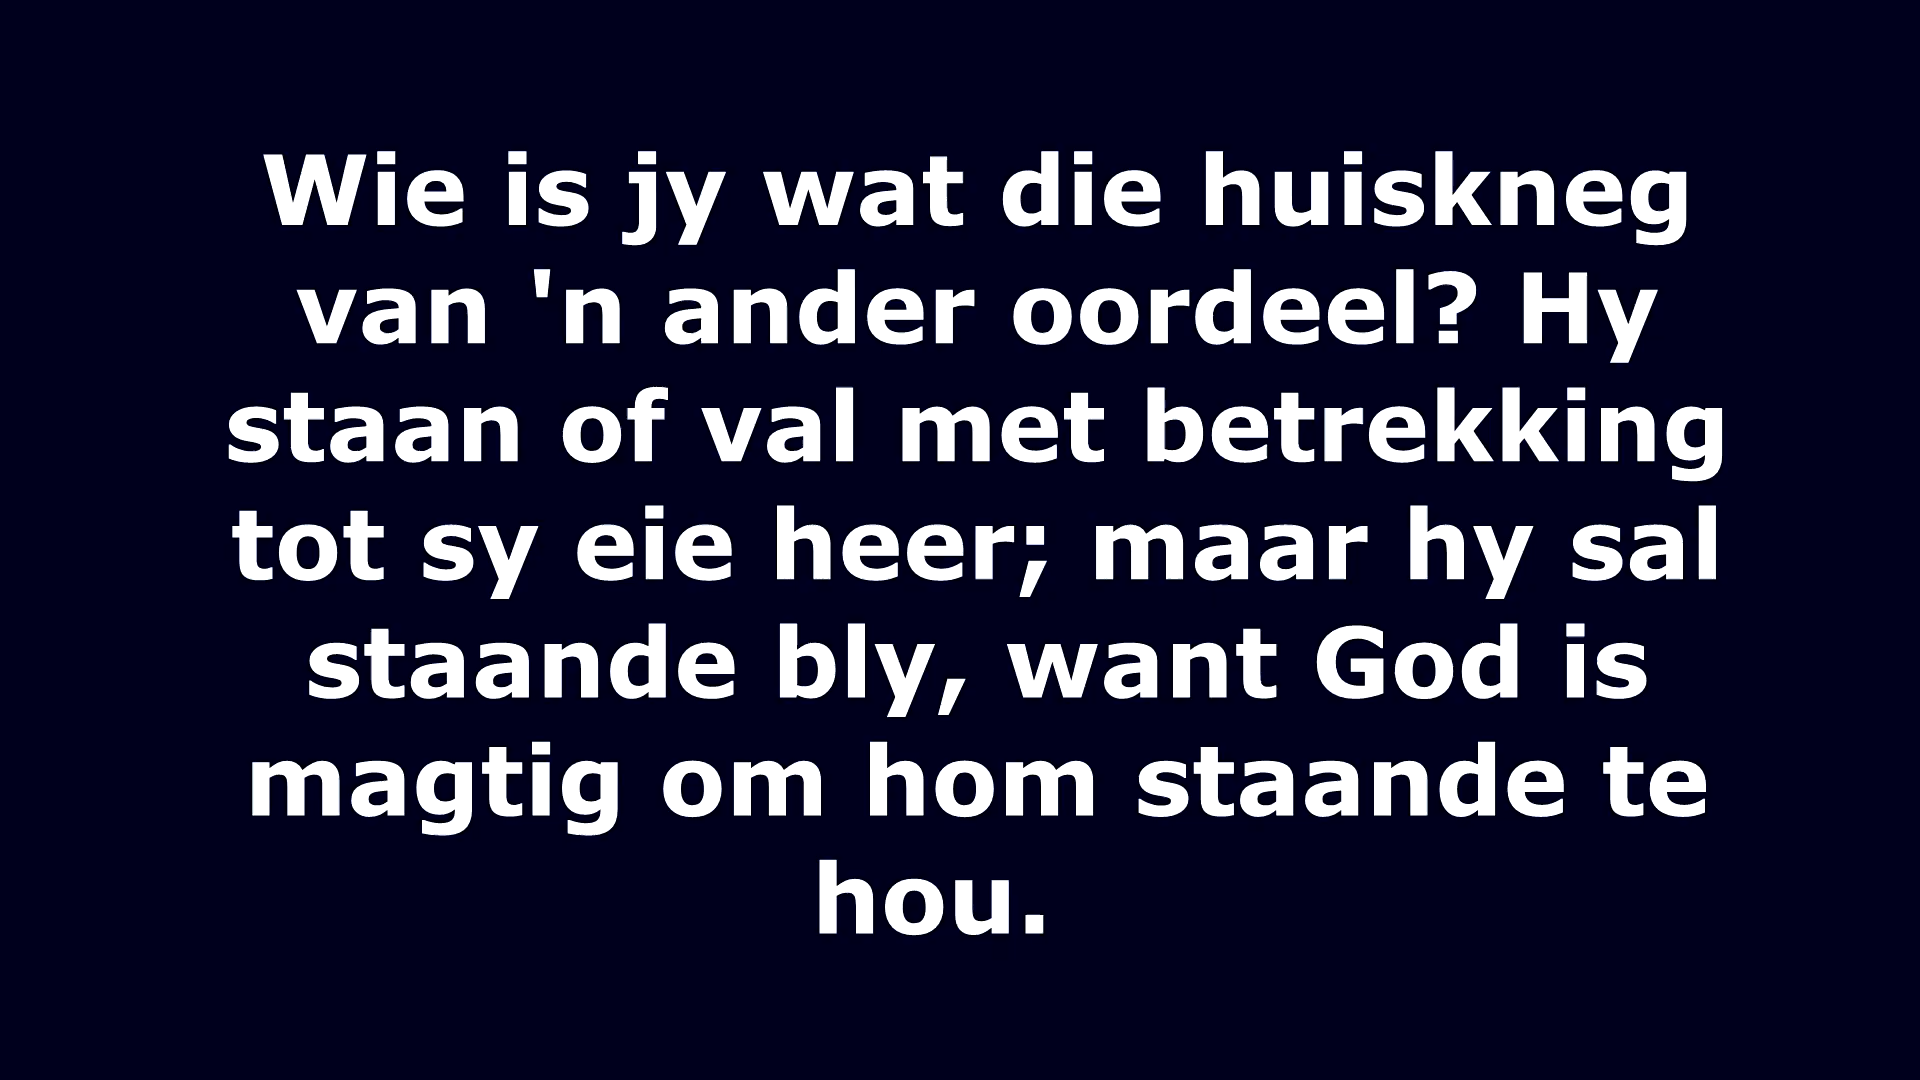 Wie is jy wat die huiskneg
van 'n ander oordeel? Hy
staan of val met betrekking
tot sy eie heer; maar hy sal
staande bly, want God is
magtig om hom staande te
hou.